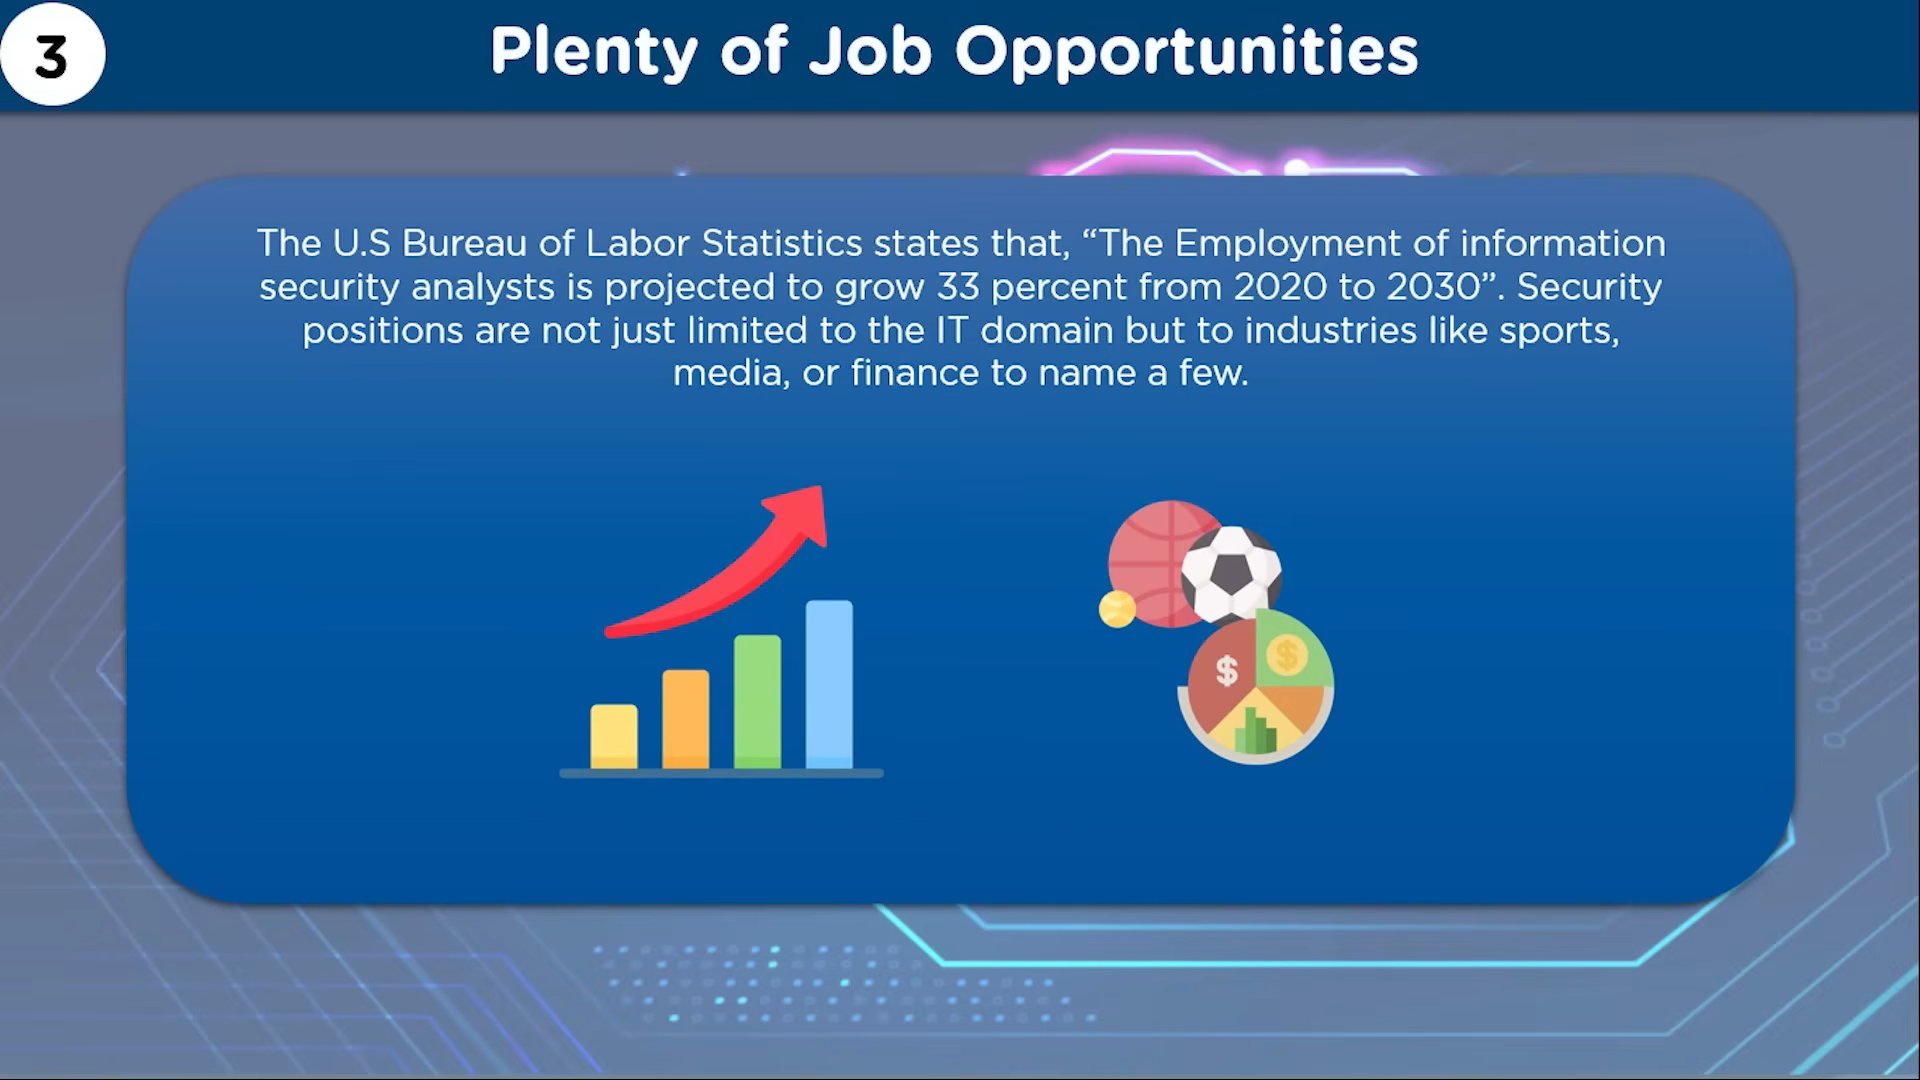 3
Plenty of Job Opportunities
The U.S Bureau of Labor Statistics states that, “The Employment of information
security analysts is projected to grow 33 percent from 2020 to 2030”. Security
positions are not just limited to the IT domain but to industries like sports,
media, or finance to name a few.
$
$